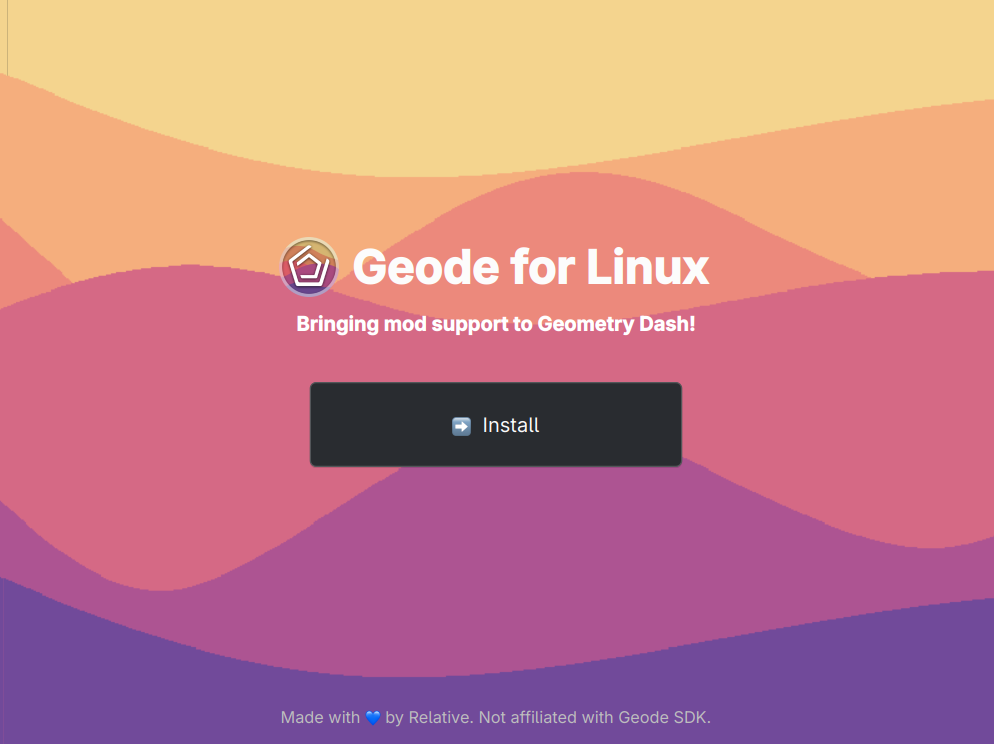 Geode for Linux
Bringing mod support to Geometry Dash!
➡️ Install
Made with 💙 by Relative. Not affiliated with Geode SDK.